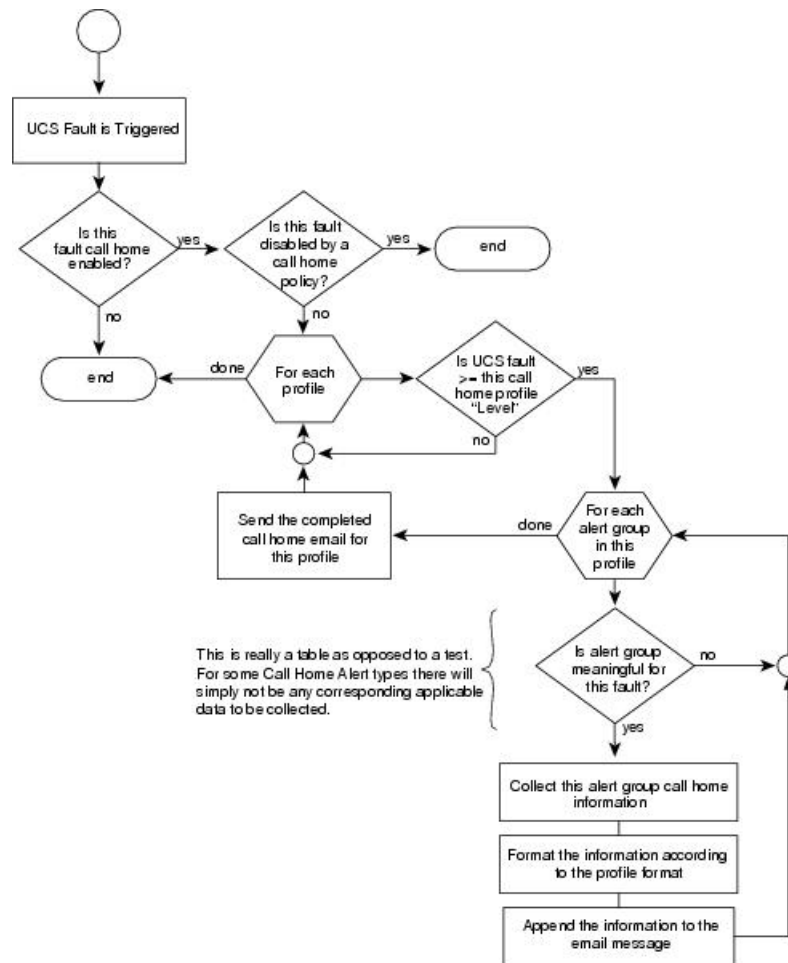 UCS Fault is Triggered
Is this
fault call home
enabled?
yes
Is this fault
disabled by a
call home
policy?
yes
end
no
no
end
done
For each
profile
Is UCS fault
>= this call
home profile
“Level”
yes
no
Send the completed
call home email for
this profile
done
For each
alert group
in this
profile
This is really a table as opposed to a test.
For some Call Home Alert types there will
simply not be any corresponding applicable
data to be collected.
Is alert group
meaningful for
this fault?
no
yes
Collect this alert group call home
information
Format the information according
to the profile format
Append the information to the
email message